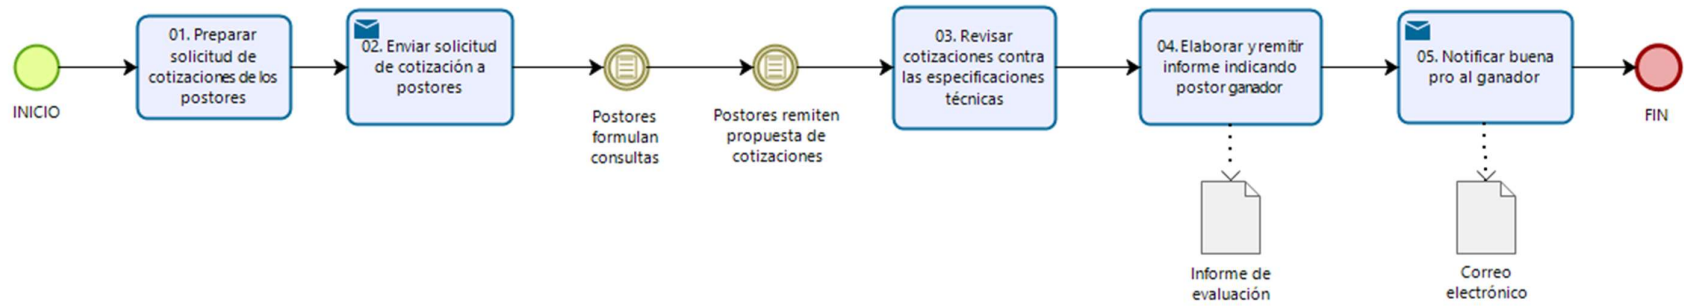 INICIO
01. Preparar
solicitud de
cotizaciones de los
postores
02. Enviar solicitud
de cotización a
postores
Postores
formulan
consultas
Postores remiten
propuesta de
cotizaciones
03. Revisar
cotizaciones contra
las especificaciones
técnicas
04. Elaborar y remitir
informe indicando
postor ganador
Informe de
evaluación
05. Notificar buena
pro al ganador
Correo
electrónico
FIN